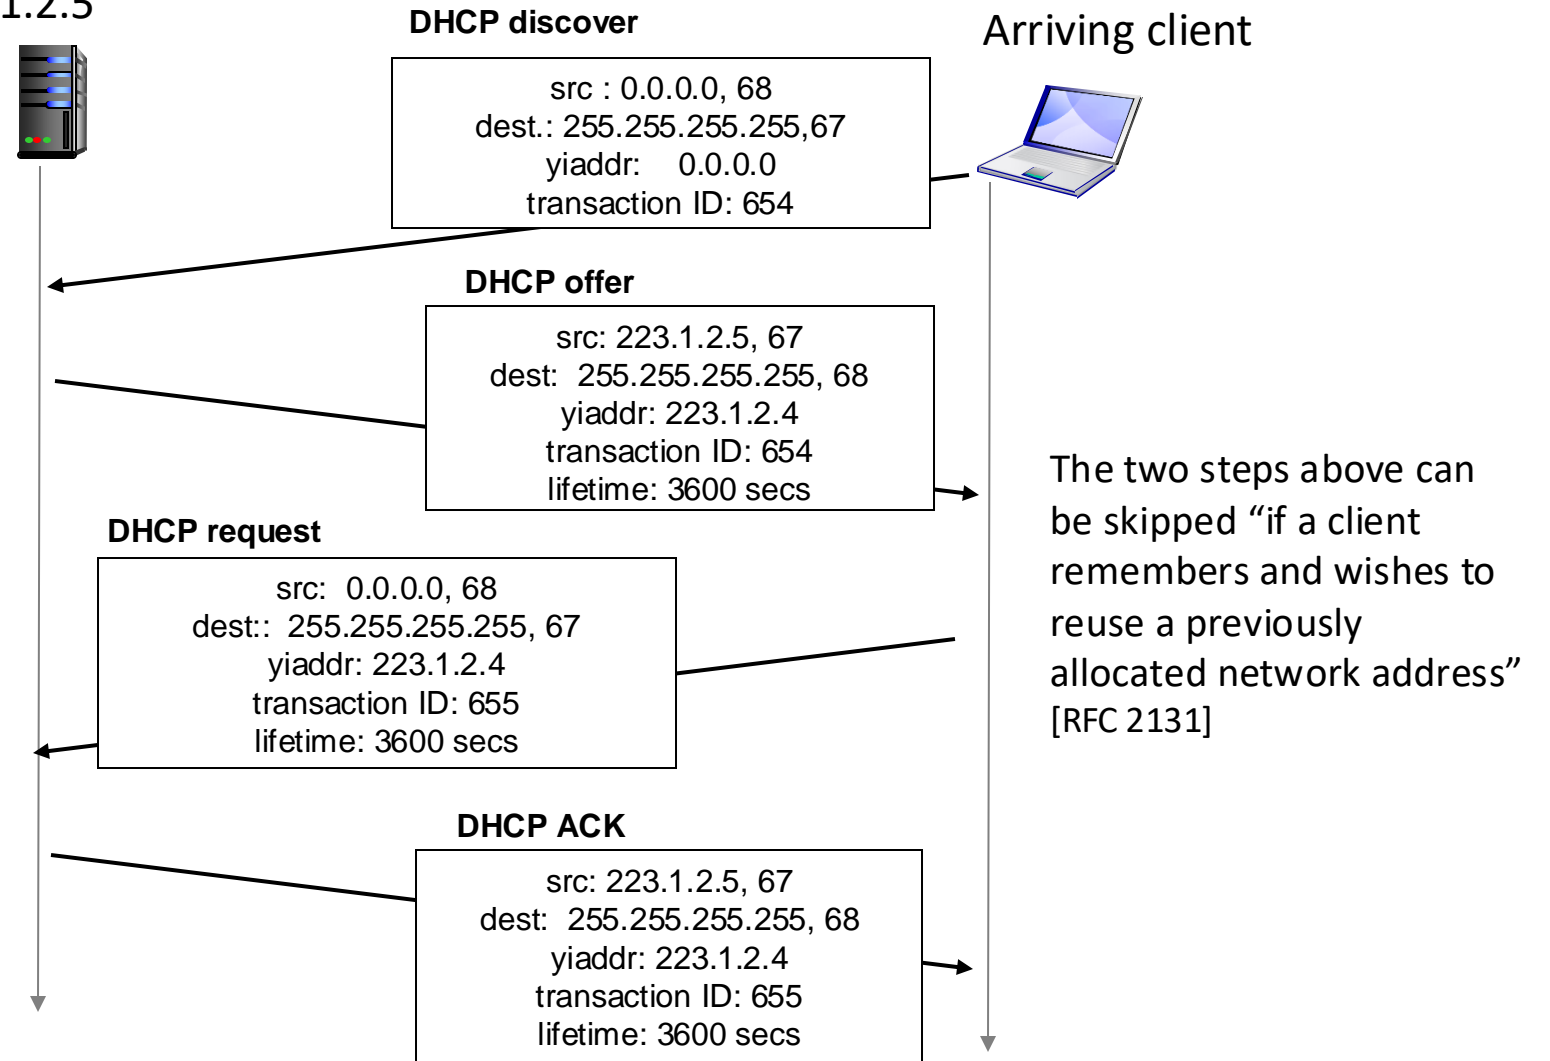 1.2.5
DHCP discover
Arriving client
src : 0.0.0.0, 68
dest.: 255.255.255.255,67
yiaddr: 0.0.0.0
transaction ID: 654
DHCP offer
src: 223.1.2.5, 67
dest: 255.255.255.255, 68
yiaddr: 223.1.2.4
transaction ID: 654
lifetime: 3600 secs
The two steps above can
be skipped “if a client
remembers and wishes to
reuse a previously
allocated network address”
[RFC 2131]
DHCP request
src: 0.0.0.0, 68
dest:: 255.255.255.255, 67
yiaddr: 223.1.2.4
transaction ID: 655
lifetime: 3600 secs
DHCP ACK
src: 223.1.2.5, 67
dest: 255.255.255.255, 68
yiaddr: 223.1.2.4
transaction ID: 655
lifetime: 3600 secs